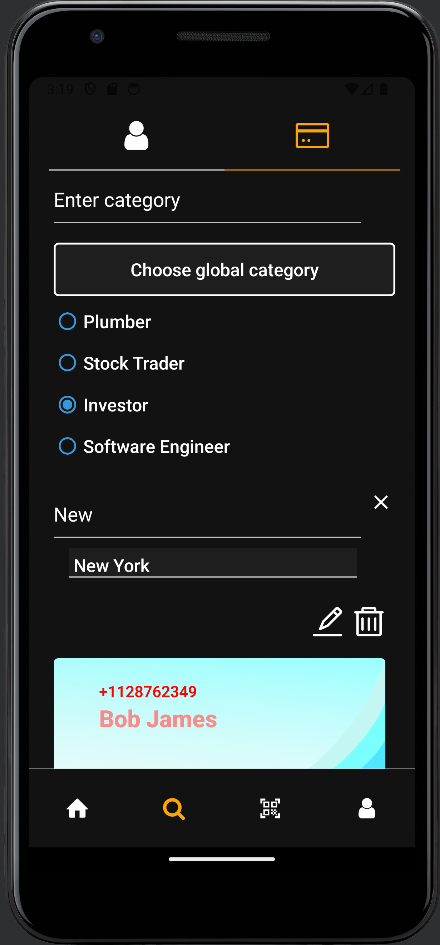 3:19
Enter category
Choose global category
Plumber
Stock Trader
Investor
Software Engineer
New
New York
+1128762349
Bob James